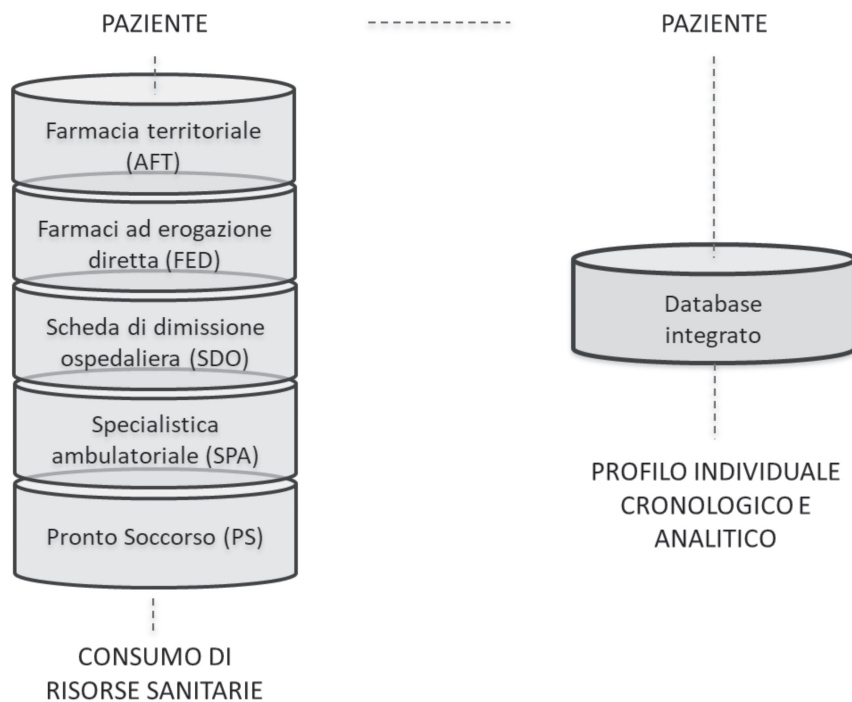 PAZIENTE
Farmacia territoriale
(AFT)
Farmaci ad erogazione
diretta (FED)
Scheda di dimissione
ospedaliera (SDO)
Specialistica
ambulatoriale (SPA)
Pronto Soccorso (PS)
CONSUMO DI
RISORSE SANITARIE
PAZIENTE
Database
integrato
PROFILO INDIVIDUALE
CRONOLOGICO E
ANALITICO